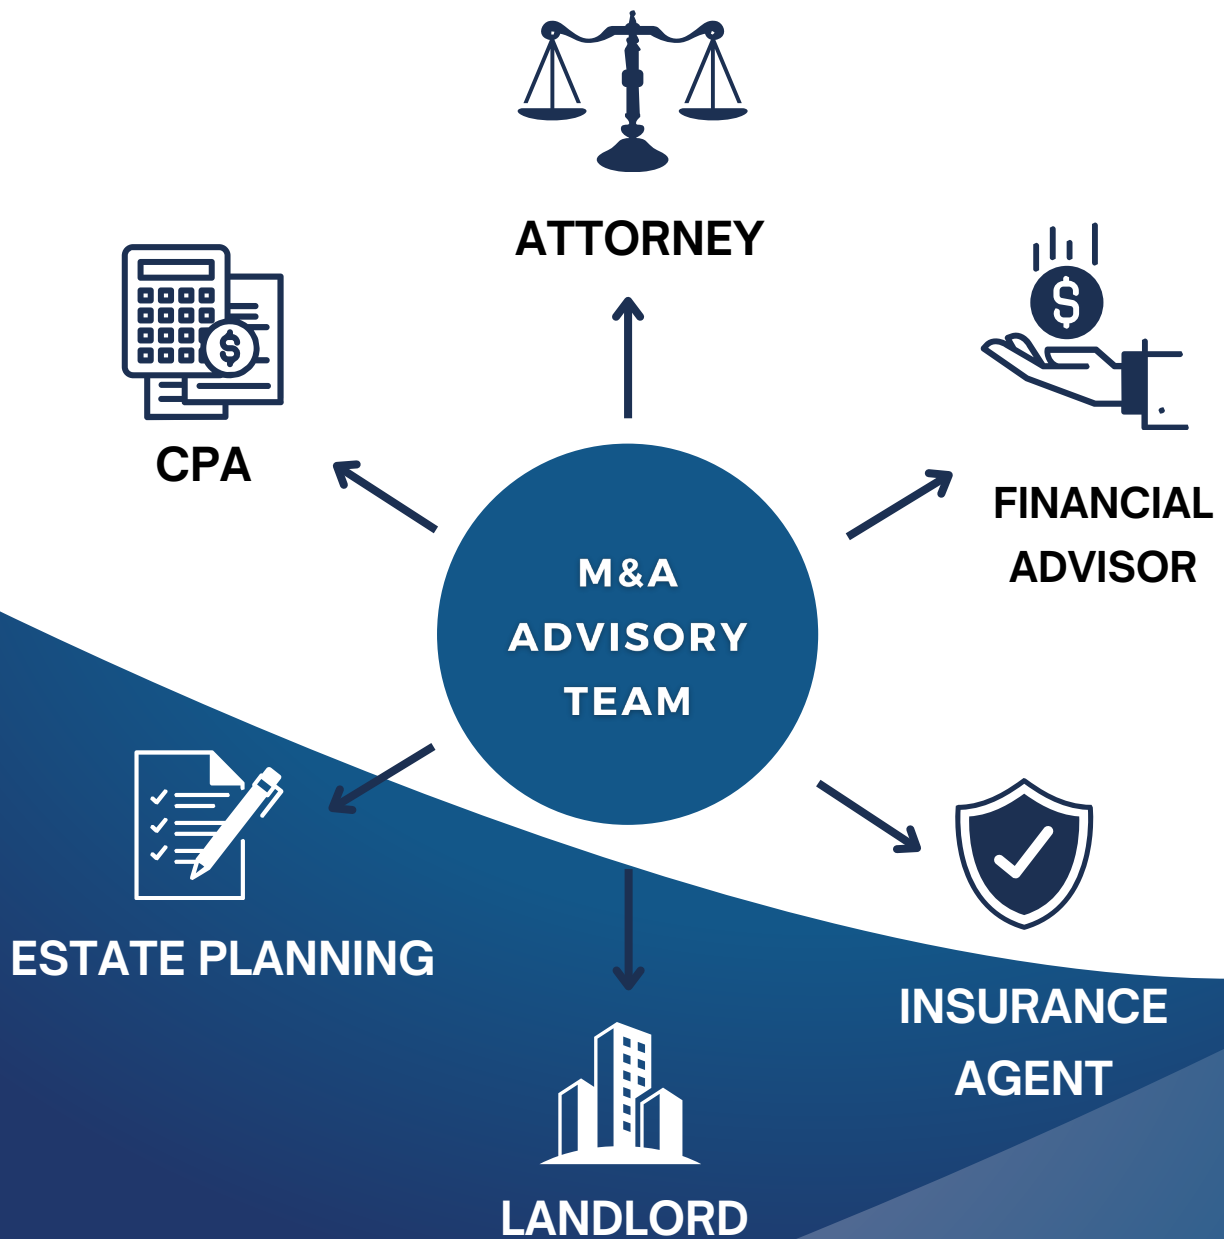 ATTORNEY
CPA
FINANCIAL
ADVISOR
M&A
ADVISORY
TEAM
ESTATE PLANNING
INSURANCE
AGENT
LANDLORD
$
$